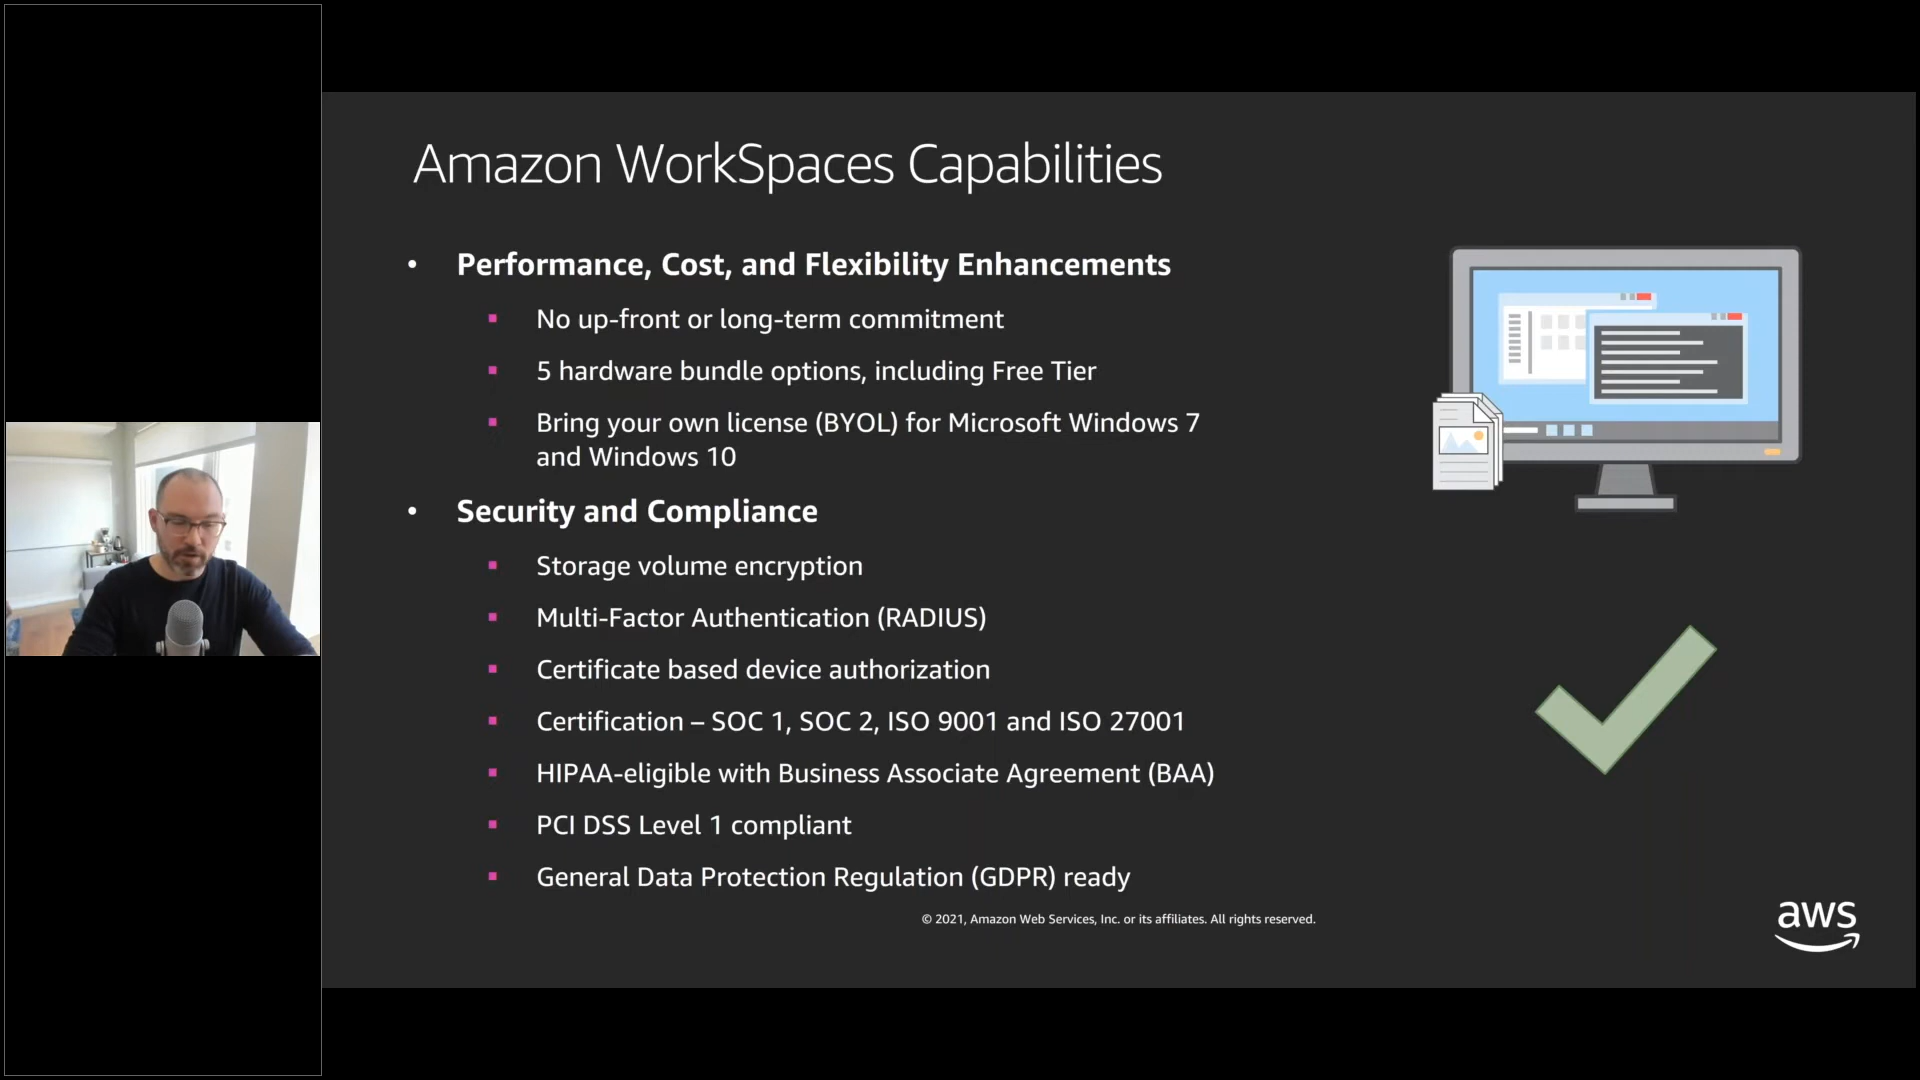 Amazon WorkSpaces Capabilities
• Performance, Cost, and Flexibility Enhancements
▪ No up-front or long-term commitment
▪ 5 hardware bundle options, including Free Tier
▪ Bring your own license (BYOL) for Microsoft Windows 7
and Windows 10
• Security and Compliance
▪ Storage volume encryption
▪ Multi-Factor Authentication (RADIUS)
▪ Certificate based device authorization
▪ Certification – SOC 1, SOC 2, ISO 9001 and ISO 27001
▪ HIPAA-eligible with Business Associate Agreement (BAA)
▪ PCI DSS Level 1 compliant
▪ General Data Protection Regulation (GDPR) ready
© 2021, Amazon Web Services, Inc. or its affiliates. All rights reserved.
aws